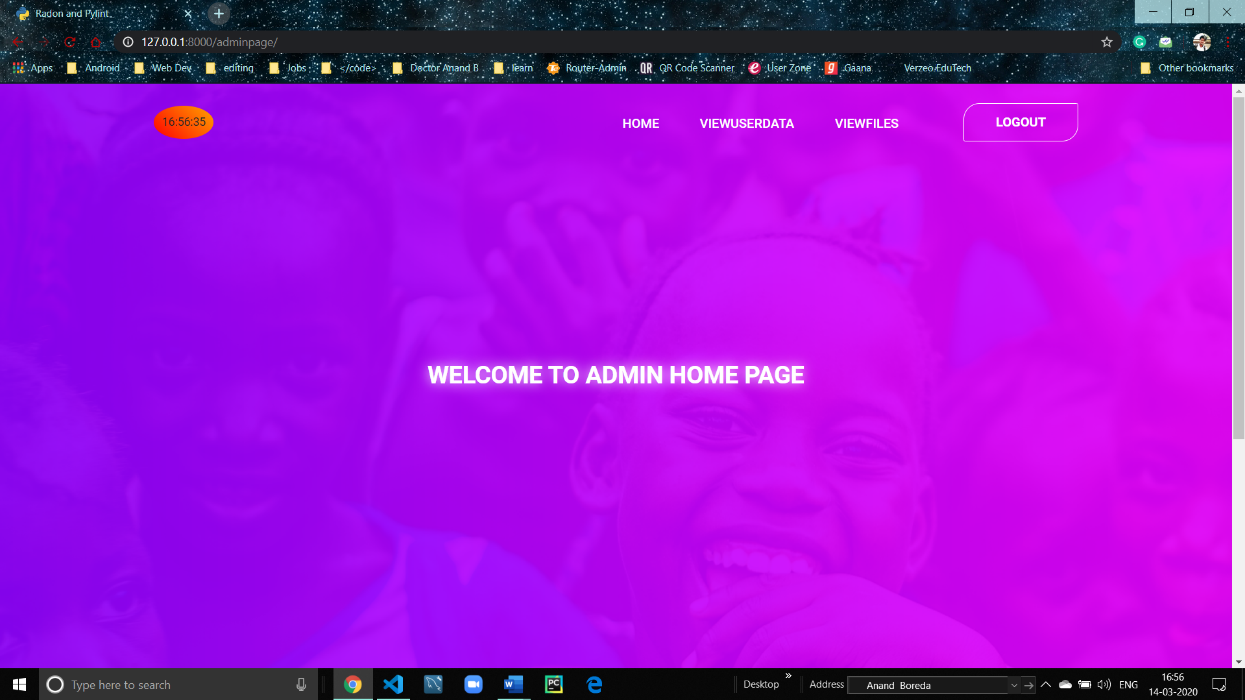 Radon and Pylint
127.0.0.1:8000/adminpage/
Apps Android Web Dev editing Jobs </code> Doctor Anand B learn Router-Admin QR QR Code Scanner User Zone Gaana Verzeo EduTech Other bookmarks
16:56:35 HOME VIEWUSERDATA VIEWFILES LOGOUT
WELCOME TO ADMIN HOME PAGE
Type here to search Desktop » Address Anand Boreda ENG 16:56
14-03-2020